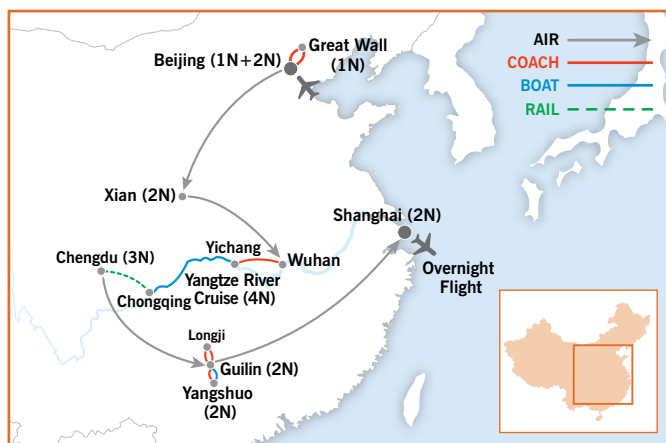 Great Wall
(1N)
Beijing (1N+2N)
AIR
COACH
BOAT
RAIL
Xian (2N)
Shanghai (2N)
Yichang
Wuhan
Chengdu (3N)
Yangtze River
Cruise (4N)
Chongqing
Overnight
Flight
Longji
Guilin (2N)
Yangshuo
(2N)